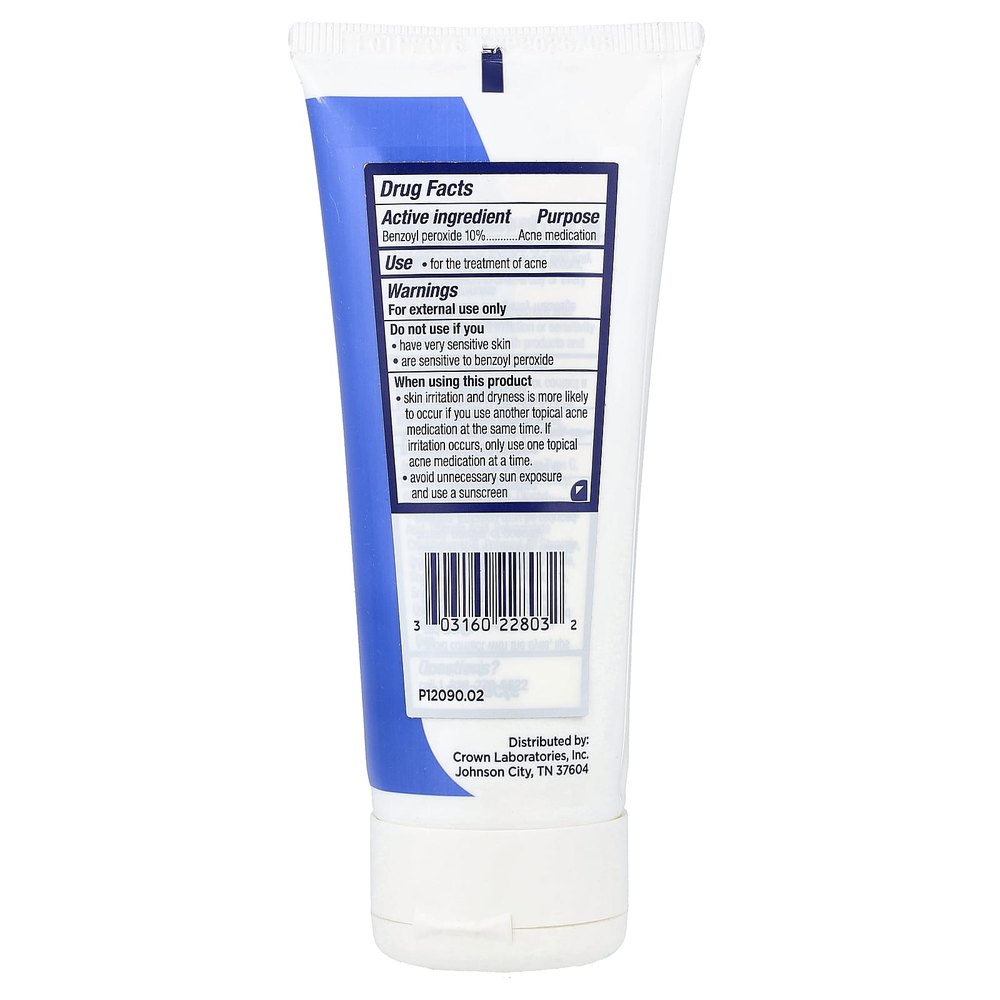 Drug Facts
Active ingredient Purpose
Benzoyl peroxide 10%...........Acne medication
Use • for the treatment of acne
Warnings
For external use only
Do not use if you
• have very sensitive skin
• are sensitive to benzoyl peroxide
When using this product
• skin irritation and dryness is more likely
to occur if you use another topical acne
medication at the same time. If
irritation occurs, only use one topical
acne medication at a time.
• avoid unnecessary sun exposure
and use a sunscreen
3 03160 22803 2
Questions?
P12090.02
Distributed by:
Crown Laboratories, Inc.
Johnson City, TN 37604